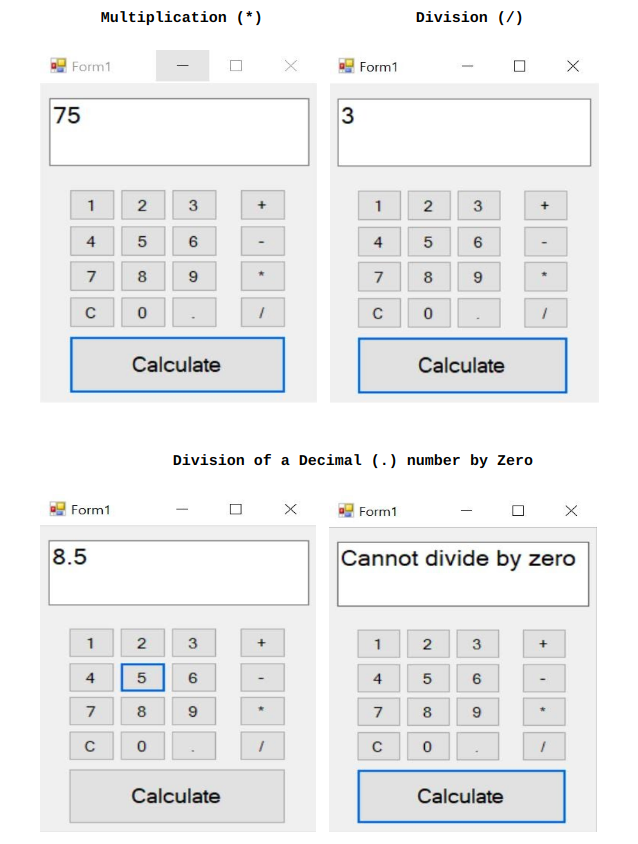 Multiplication (*) Division (/)
Form1
75
1 2 3 +
4 5 6 -
7 8 9 *
C 0 . /
Calculate
Form1
3
1 2 3 +
4 5 6 -
7 8 9 *
C 0 . /
Calculate
Division of a Decimal (.) number by Zero
Form1
8.5
1 2 3 +
4 5 6 -
7 8 9 *
C 0 . /
Calculate
Form1
Cannot divide by zero
1 2 3 +
4 5 6 -
7 8 9 *
C 0 . /
Calculate